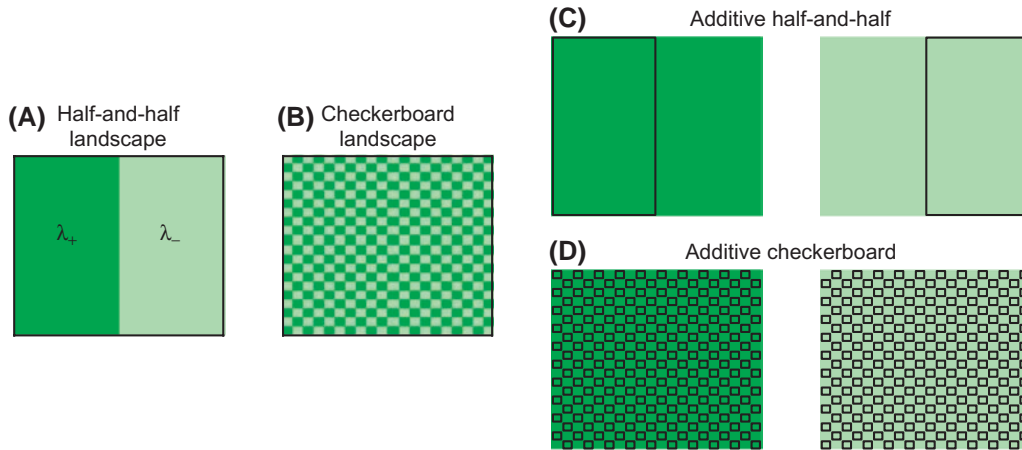 (A) Half-and-half
landscape
λ+
λ−
(B) Checkerboard
landscape
(C) Additive half-and-half
(D) Additive checkerboard